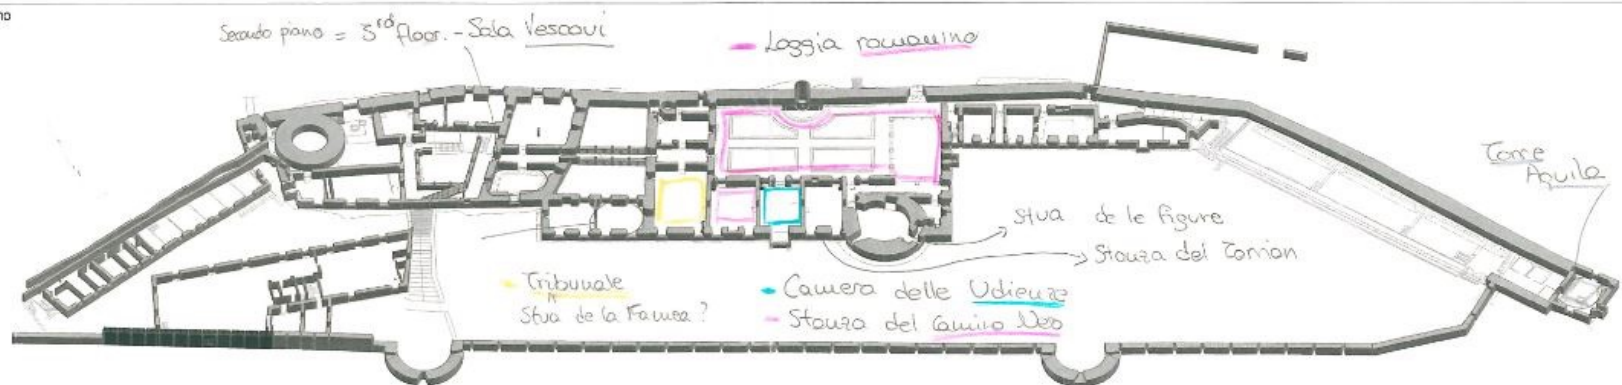 no
Secondo piano = 3rd floor. - Sala Vescovi
Loggia romanino
Torre
Aquila
Stua de le figure
Stanza del Torrion
Tribunale
Stua de la Famea?
Camera delle Udienze
Stanza del Camino Nero